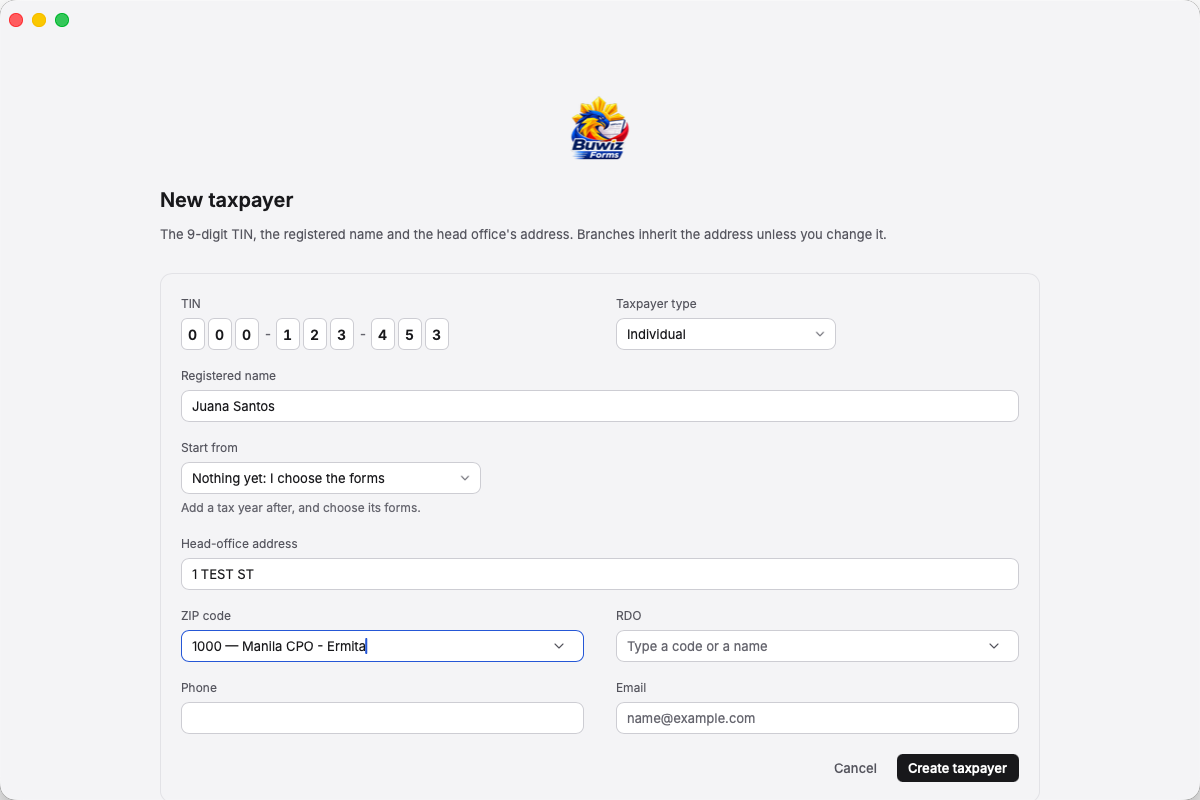 Buwiz
Forms
New taxpayer
The 9-digit TIN, the registered name and the head office's address. Branches inherit the address unless you change it.
TIN
Taxpayer type
0 0 0 - 1 2 3 - 4 5 3
Individual
Registered name
Juana Santos
Start from
Nothing yet: I choose the forms
Add a tax year after, and choose its forms.
Head-office address
1 TEST ST
ZIP code
RDO
1000 — Manila CPO - Ermita
Type a code or a name
Phone
Email
name@example.com
Cancel
Create taxpayer